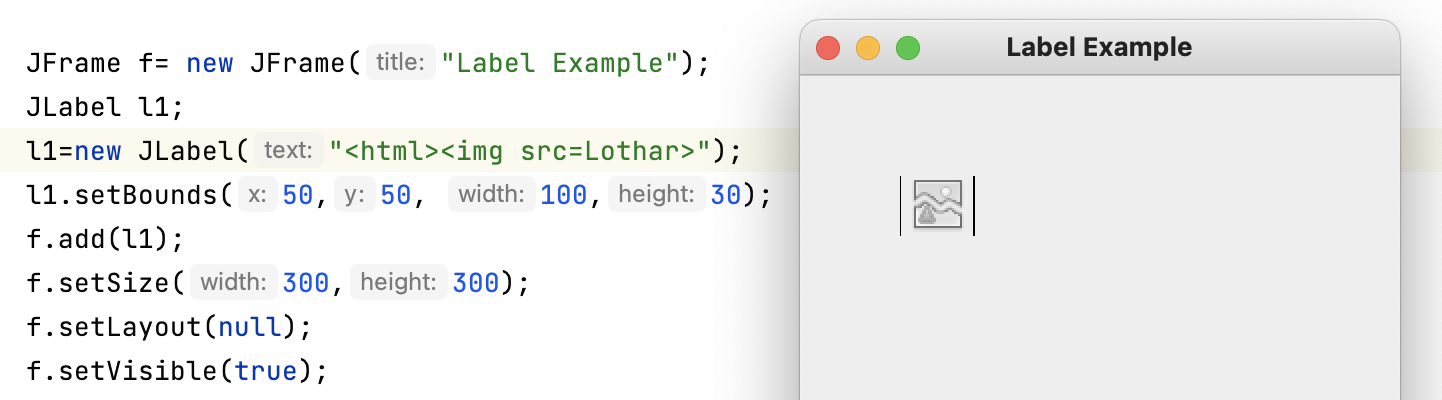 JFrame f= new JFrame( title: "Label Example");
JLabel l1;
l1=new JLabel( text: "<html><img src=Lothar>");
l1.setBounds( x: 50, y: 50,  width: 100, height: 30);
f.add(l1);
f.setSize( width: 300, height: 300);
f.setLayout(null);
f.setVisible(true);
Label Example